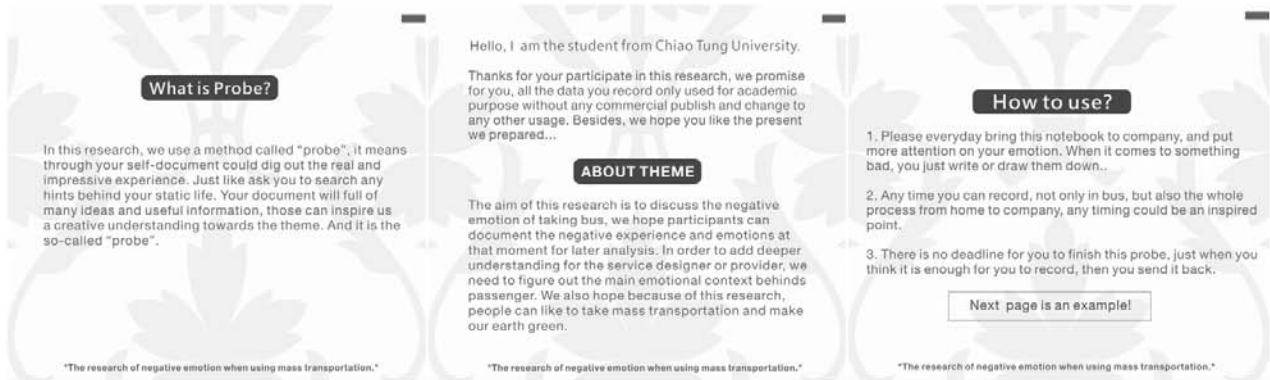 What is Probe?
In this research, we use a method called "probe", it means
through your self-document could dig out the real and
impressive experience. Just like ask you to search any
hints behind your static life. Your document will full of
many ideas and useful information, those can inspire us
a creative understanding towards the theme. And it is the
so-called "probe".
"The research of negative emotion when using mass transportation."
Hello, I am the student from Chiao Tung University.
Thanks for your participate in this research, we promise
for you, all the data you record only used for academic
purpose without any commercial publish and change to
any other usage. Besides, we hope you like the present
we prepared...
ABOUT THEME
The aim of this research is to discuss the negative
emotion of taking bus, we hope participants can
document the negative experience and emotions at
that moment for later analysis. In order to add deeper
understanding for the service designer or provider, we
need to figure out the main emotional context behinds
passenger. We also hope because of this research,
people can like to take mass transportation and make
our earth green.
"The research of negative emotion when using mass transportation."
How to use?
1. Please everyday bring this notebook to company, and put
more attention on your emotion. When it comes to something
bad, you just write or draw them down..
2. Any time you can record, not only in bus, but also the whole
process from home to company, any timing could be an inspired
point.
3. There is no deadline for you to finish this probe, just when you
think it is enough for you to record, then you send it back.
Next page is an example!
"The research of negative emotion when using mass transportation."